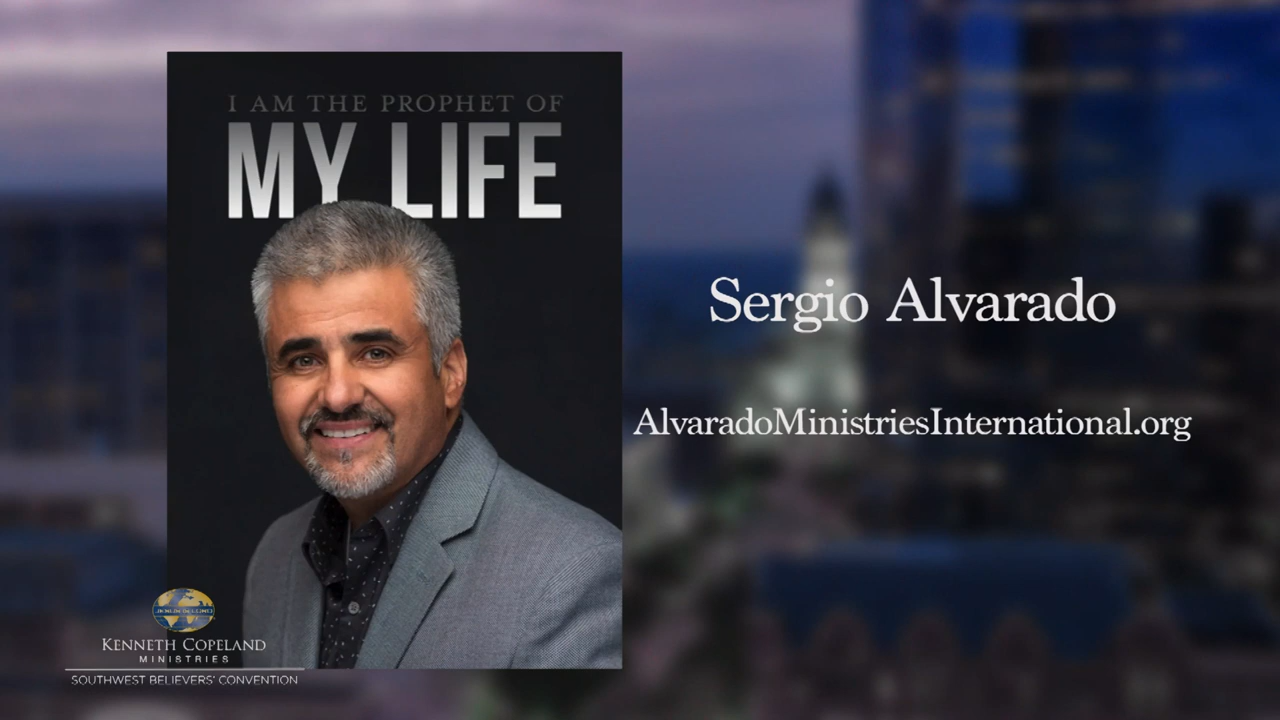 I AM THE PROPHET OF
MY LIFE
Sergio Alvarado
AlvaradoMinistriesInternational.org
KENNETH COPELAND
MINISTRIES
SOUTHWEST BELIEVERS' CONVENTION